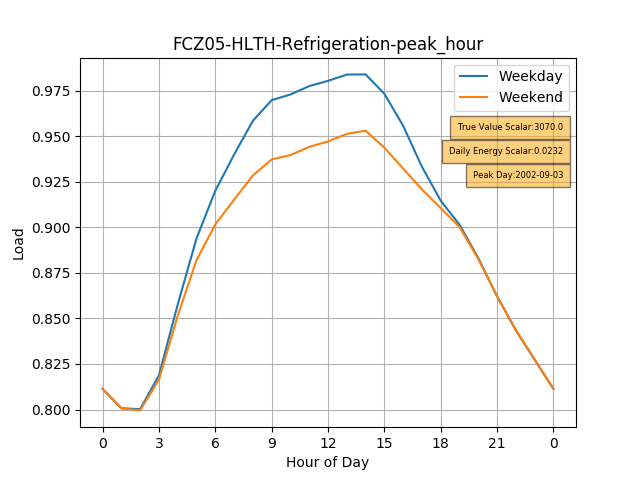 FCZ05-HLTH-Refrigeration-peak_hour
Weekday
Weekend
True Value Scalar:3070.0
Daily Energy Scalar:0.0232
Peak Day:2002-09-03
Load
0.975
0.950
0.925
0.900
0.875
0.850
0.825
0.800
0 3 6 9 12 15 18 21 0
Hour of Day